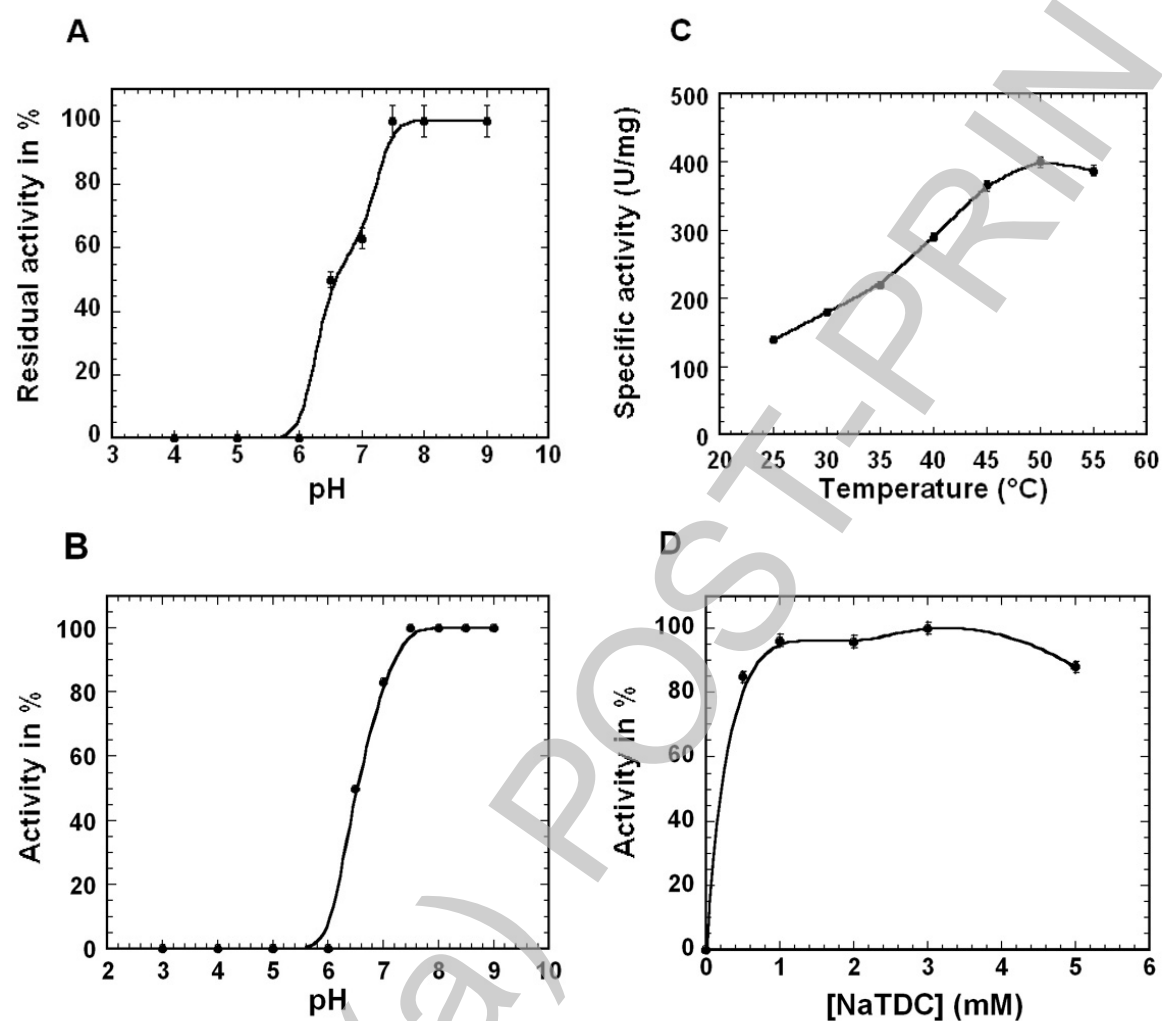 A
Residual activity in %
100
80
60
40
20
0
3 4 5 6 7 8 9 10
pH
C
Specific activity (U/mg)
500
400
300
200
100
0
20 25 30 35 40 45 50 55 60
Temperature (°C)
B
Activity in %
100
80
60
40
20
0
2 3 4 5 6 7 8 9 10
pH
D
Activity in %
100
80
60
40
20
0
0 1 2 3 4 5 6
[NaTDC] (mM)
a) POST-PRIN